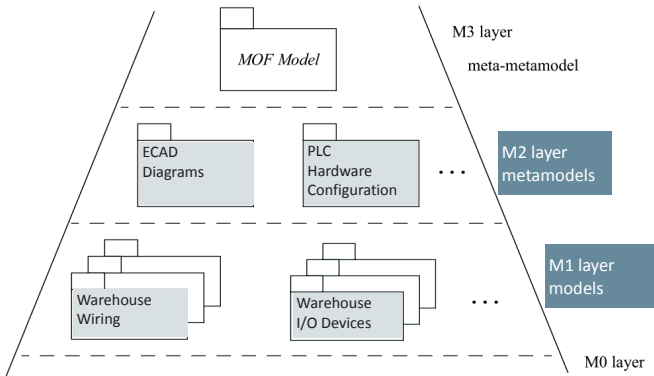 M3 layer
MOF Model
meta-metamodel
ECAD
Diagrams
PLC
Hardware
Configuration
...
M2 layer
metamodels
Warehouse
Wiring
Warehouse
I/O Devices
...
M1 layer
models
M0 layer